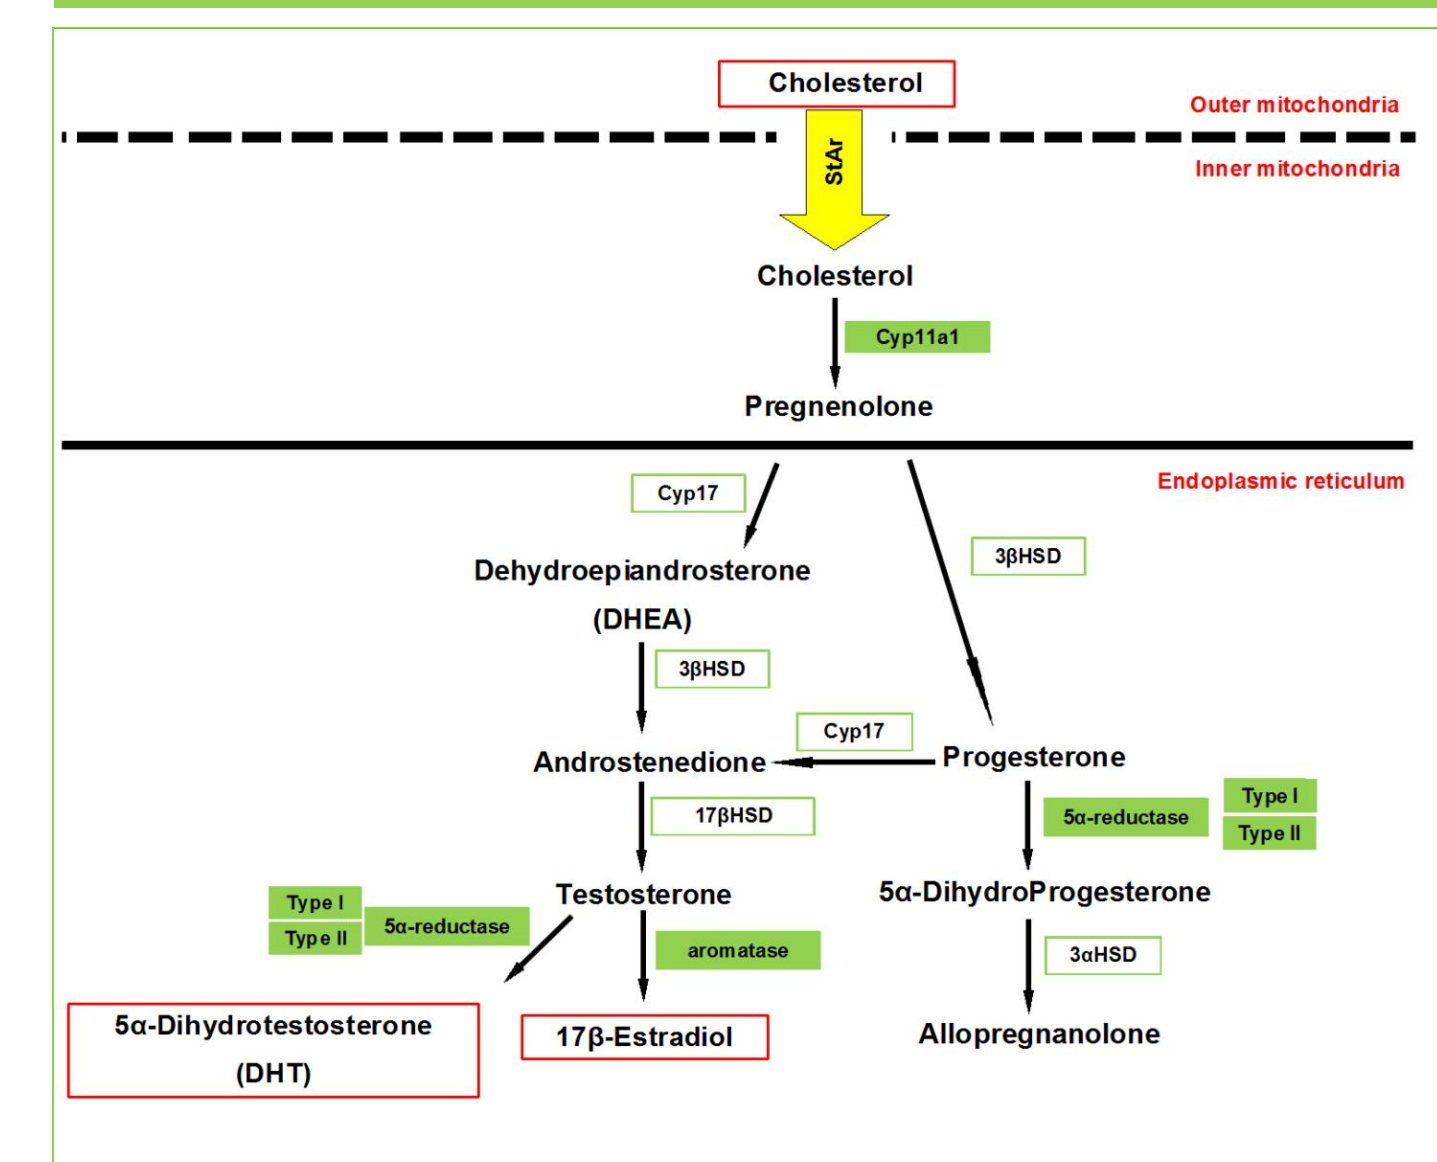 Cholesterol
Outer mitochondria
StAr
Inner mitochondria
Cholesterol
Cyp11a1
Pregnenolone
Endoplasmic reticulum
Cyp17
3βHSD
Dehydroepiandrosterone
(DHEA)
3βHSD
Cyp17
Androstenedione
Progesterone
17βHSD
5α-reductase
Type I
Type II
Testosterone
5α-DihydroProgesterone
Type I
Type II
5α-reductase
aromatase
3αHSD
5α-Dihydrotestosterone
(DHT)
17β-Estradiol
Allopregnanolone